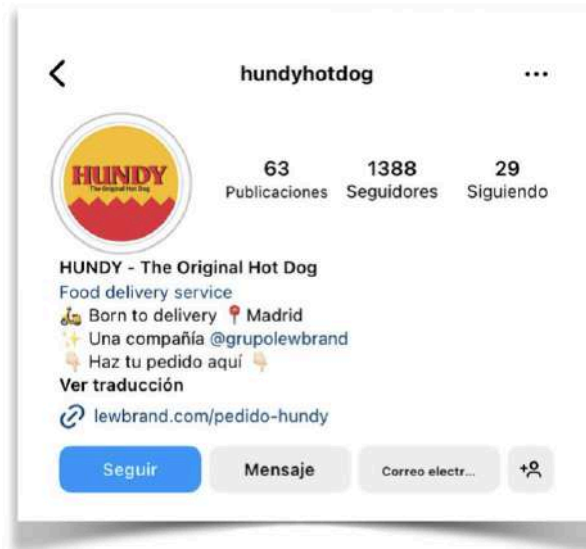 hundyhotdog
HUNDY
The Original Hot Dog
63 1388 29
Publicaciones Seguidores Siguiendo
HUNDY - The Original Hot Dog
Food delivery service
🛵 Born to delivery 📍 Madrid
✨ Una compañía @grupolewbrand
👇🏻 Haz tu pedido aquí 👇🏻
Ver traducción
lewbrand.com/pedido-hundy
Seguir Mensaje Correo electr...